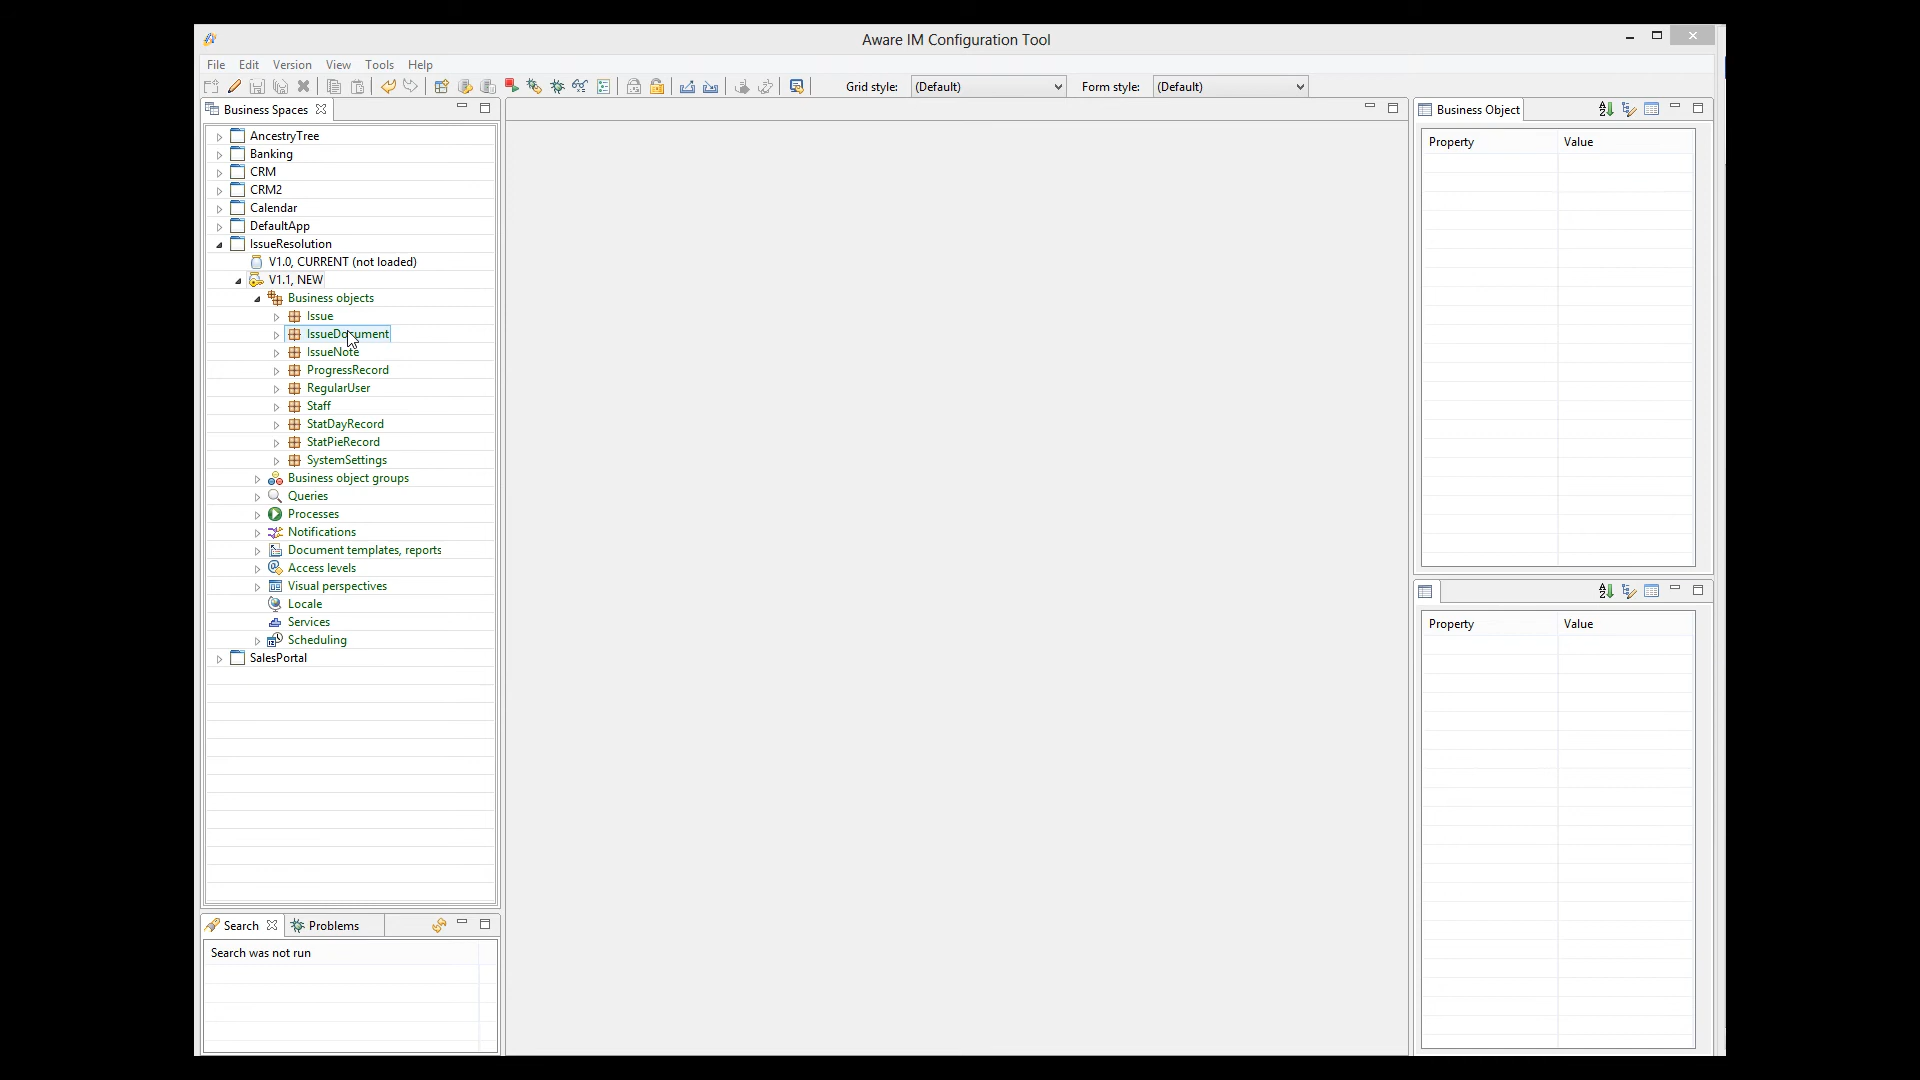 Aware IM Configuration Tool
File Edit Version View Tools Help
Grid style: (Default) Form style: (Default)
Business Spaces
AncestryTree
Banking
CRM
CRM2
Calendar
DefaultApp
IssueResolution
V1.0, CURRENT (not loaded)
V1.1, NEW
Business objects
Issue
IssueDocument
IssueNote
ProgressRecord
RegularUser
Staff
StatDayRecord
StatPieRecord
SystemSettings
Business object groups
Queries
Processes
Notifications
Document templates, reports
Access levels
Visual perspectives
Locale
Services
Scheduling
SalesPortal
Search Problems
Search was not run
Business Object
Property Value
Property Value